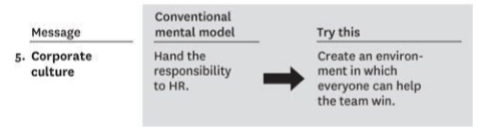 Conventional
Message mental model Try this
5. Corporate Hand the Create an environ-
culture responsibility ment in which
to HR. everyone can help
the team win.